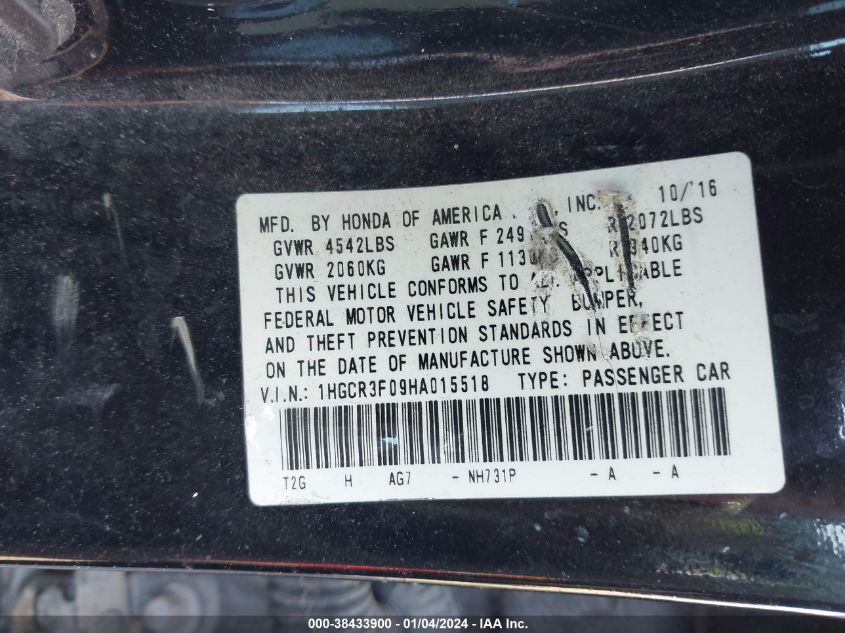 MFD. BY HONDA OF AMERICA INC. 10/'16
GVWR 4542LBS GAWR F 249 2072LBS
GVWR 2060KG GAWR F 1130 940KG
THIS VEHICLE CONFORMS TO ALL APPLICABLE
FEDERAL MOTOR VEHICLE SAFETY BUMPER,
AND THEFT PREVENTION STANDARDS IN EFFECT
ON THE DATE OF MANUFACTURE SHOWN ABOVE.
V.I.N.: 1HGCR3F09HA015518 TYPE: PASSENGER CAR
T2G H AG7 - NH731P - A - A
000-38433900 - 01/04/2024 - IAA Inc.